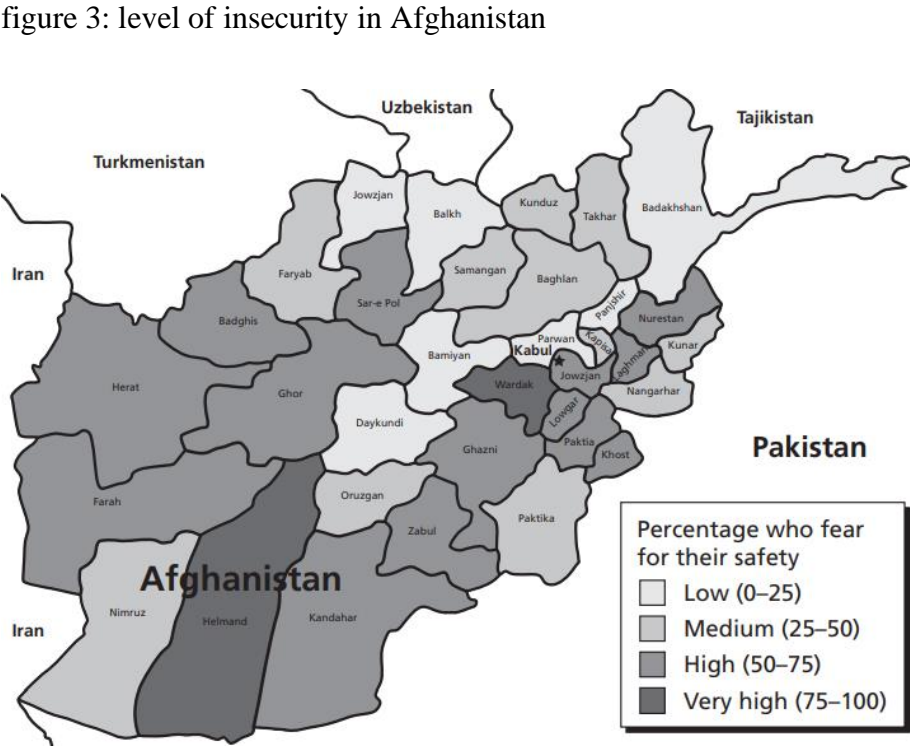 figure 3: level of insecurity in Afghanistan
Uzbekistan
Tajikistan
Turkmenistan
Jowzjan
Balkh
Kunduz
Takhar
Badakhshan
Iran
Faryab
Samangan
Baghlan
Sar-e Pol
Panjshir
Badghis
Nurestan
Parwan
Kapisa
Kabul
Bamiyan
Kunar
Laghman
Herat
Ghor
Wardak
Jowzjan
Nangarhar
Daykundi
Lowgar
Ghazni
Paktia
Khost
Pakistan
Farah
Oruzgan
Zabul
Paktika
Afghanistan
Nimruz
Helmand
Kandahar
Iran
Percentage who fear
for their safety
Low (0–25)
Medium (25–50)
High (50–75)
Very high (75–100)